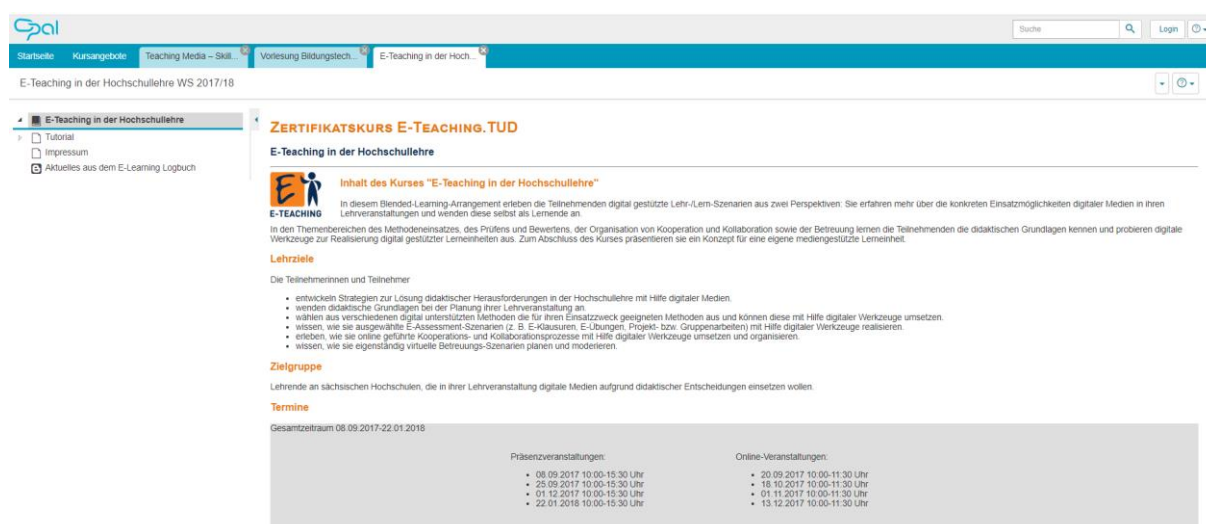 Opal
Suche
Login
Startseite
Kursangebote
Teaching Media – Skill...
Vorlesung Bildungstech...
E-Teaching in der Hoch...
E-Teaching in der Hochschullehre WS 2017/18
E-Teaching in der Hochschullehre
Tutorial
Impressum
Aktuelles aus dem E-Learning Logbuch
ZERTIFIKATSKURS E-TEACHING.TUD
E-Teaching in der Hochschullehre
E-TEACHING
Inhalt des Kurses "E-Teaching in der Hochschullehre"
In diesem Blended-Learning-Arrangement erleben die Teilnehmenden digital gestützte Lehr-/Lern-Szenarien aus zwei Perspektiven: Sie erfahren mehr über die konkreten Einsatzmöglichkeiten digitaler Medien in ihren
Lehrveranstaltungen und wenden diese selbst als Lernende an.
In den Themenbereichen des Methodeneinsatzes, des Prüfens und Bewertens, der Organisation von Kooperation und Kollaboration sowie der Betreuung lernen die Teilnehmenden die didaktischen Grundlagen kennen und probieren digitale
Werkzeuge zur Realisierung digital gestützter Lerneinheiten aus. Zum Abschluss des Kurses präsentieren sie ein Konzept für eine eigene mediengestützte Lerneinheit.
Lehrziele
Die Teilnehmerinnen und Teilnehmer
• entwickeln Strategien zur Lösung didaktischer Herausforderungen in der Hochschullehre mit Hilfe digitaler Medien.
• wenden didaktische Grundlagen bei der Planung ihrer Lehrveranstaltung an.
• wählen aus verschiedenen digital unterstützten Methoden die für ihren Einsatzzweck geeigneten Methoden aus und können diese mit Hilfe digitaler Werkzeuge umsetzen.
• wissen, wie sie ausgewählte E-Assessment-Szenarien (z. B. E-Klausuren, E-Übungen, Projekt- bzw. Gruppenarbeiten) mit Hilfe digitaler Werkzeuge realisieren.
• erleben, wie sie online geführte Kooperations- und Kollaborationsprozesse mit Hilfe digitaler Werkzeuge umsetzen und organisieren.
• wissen, wie sie eigenständig virtuelle Betreuungs-Szenarien planen und moderieren.
Zielgruppe
Lehrende an sächsischen Hochschulen, die in ihrer Lehrveranstaltung digitale Medien aufgrund didaktischer Entscheidungen einsetzen wollen.
Termine
Gesamtzeitraum 08.09.2017-22.01.2018
Präsenzveranstaltungen:
• 08.09.2017 10:00-15:30 Uhr
• 25.09.2017 10:00-15:30 Uhr
• 01.12.2017 10:00-15:30 Uhr
• 22.01.2018 10:00-15:30 Uhr
Online-Veranstaltungen:
• 20.09.2017 10:00-11:30 Uhr
• 18.10.2017 10:00-11:30 Uhr
• 01.11.2017 10:00-11:30 Uhr
• 13.12.2017 10:00-11:30 Uhr